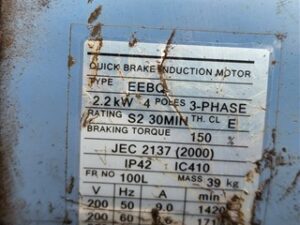 QUICK BRAKE INDUCTION MOTOR
TYPE EEBQ
2.2 kW 4 POLES 3-PHASE
RATING S2 30MIN TH. CL E
BRAKING TORQUE 150 %
JEC 2137 (2000)
IP42 IC410
FR NO 100L MASS 39 kg
V Hz A
200 50 9.0 1420
200 60